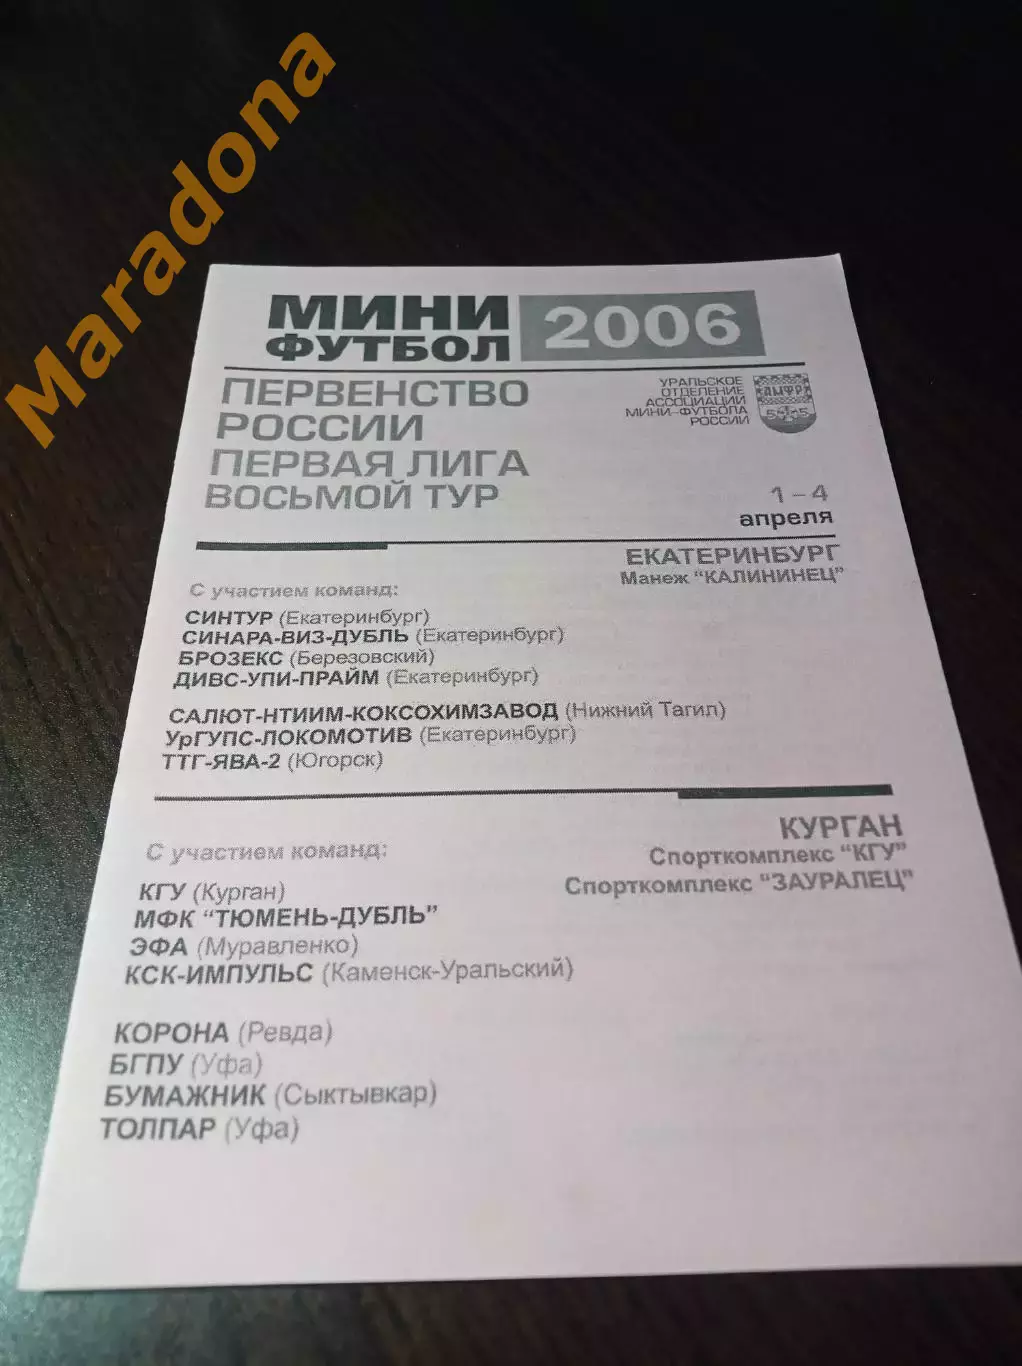 Maradona
МИНИ
ФУТБОЛ
2006
ПЕРВЕНСТВО
РОССИИ
ПЕРВАЯ ЛИГА
ВОСЬМОЙ ТУР
УРАЛЬСКОЕ
ОТДЕЛЕНИЕ
АССОЦИАЦИИ
МИНИ-ФУТБОЛА
РОССИИ
АМФР
5 5
1 – 4
апреля
ЕКАТЕРИНБУРГ
Манеж "КАЛИНИНЕЦ"
С участием команд:
СИНТУР (Екатеринбург)
СИНАРА-ВИЗ-ДУБЛЬ (Екатеринбург)
БРОЗЕКС (Березовский)
ДИВС-УПИ-ПРАЙМ (Екатеринбург)
САЛЮТ-НТИИМ-КОКСОХИМЗАВОД (Нижний Тагил)
УрГУПС-ЛОКОМОТИВ (Екатеринбург)
ТТГ-ЯВА-2 (Югорск)
КУРГАН
Спорткомплекс "КГУ"
Спорткомплекс "ЗАУРАЛЕЦ"
С участием команд:
КГУ (Курган)
МФК "ТЮМЕНЬ-ДУБЛЬ"
ЭФА (Муравленко)
КСК-ИМПУЛЬС (Каменск-Уральский)
КОРОНА (Ревда)
БГПУ (Уфа)
БУМАЖНИК (Сыктывкар)
ТОЛПАР (Уфа)